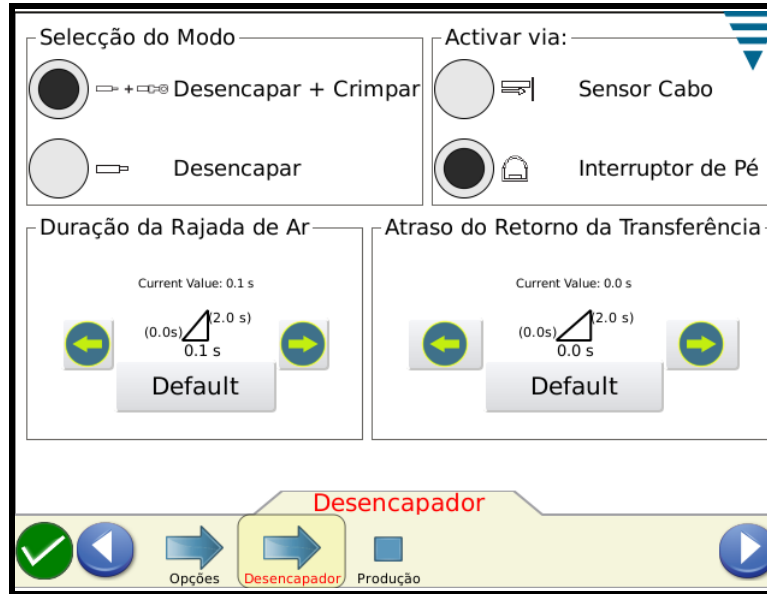 Selecção do Modo
Desencapar + Crimpar
Desencapar
Activar via:
Sensor Cabo
Interruptor de Pé
Duração da Rajada de Ar
Current Value: 0.1 s
(0.0s) (2.0 s)
0.1 s
Default
Atraso do Retorno da Transferência
Current Value: 0.0 s
(0.0s) (2.0 s)
0.0 s
Default
Desencapador
Opções
Desencapador
Produção